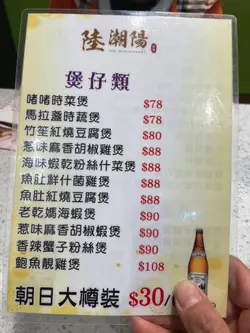 陸潮陽
煲仔類
啫啫時菜煲 $78
馬拉盞時蔬煲 $78
竹笙紅燒豆腐煲 $80
惹味麻香胡椒雞煲 $88
海味蝦乾粉絲什菜煲 $88
魚肚鮮什菌雞煲 $88
魚肚紅燒豆腐煲 $88
老乾媽海蝦煲 $90
惹味麻香胡椒蝦煲 $90
香辣蟹子粉絲煲 $90
鮑魚靚雞煲 $108
朝日大樽裝 $30/